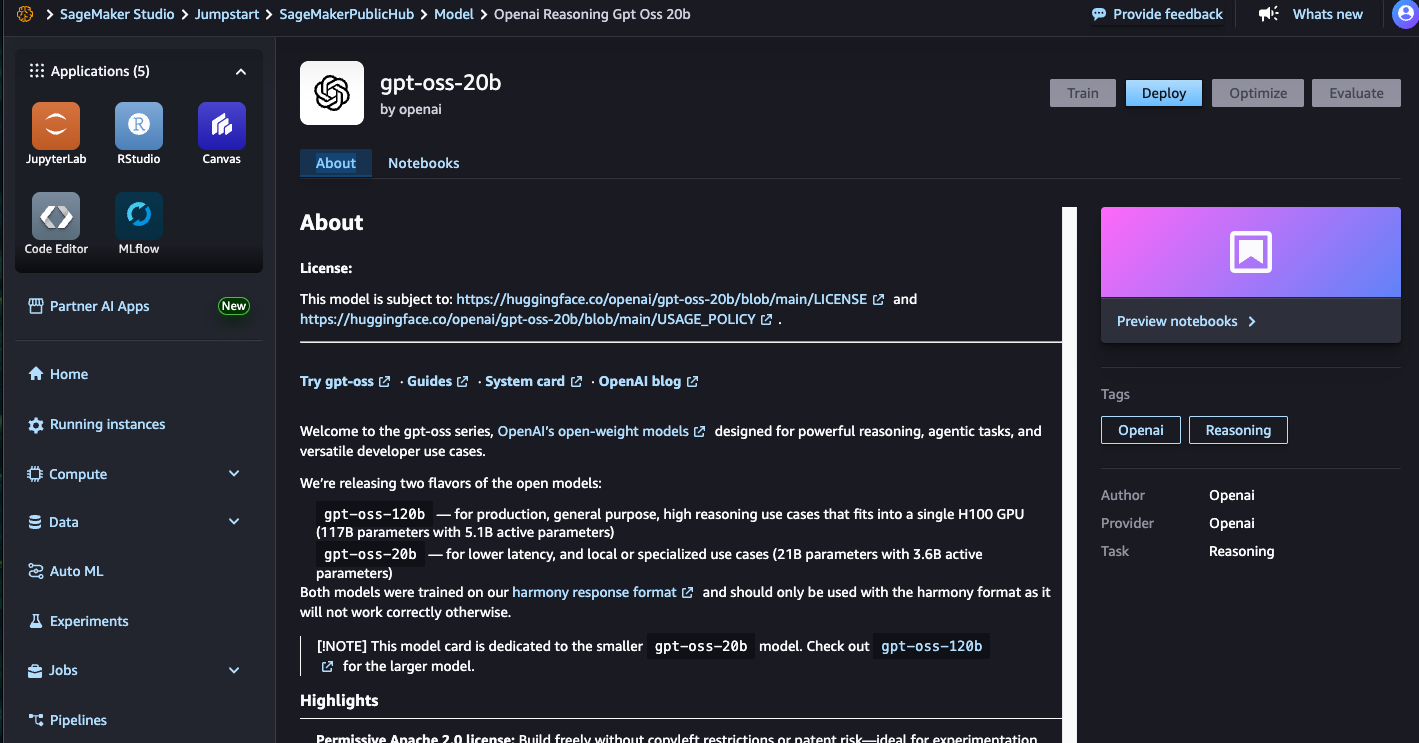 SageMaker Studio > Jumpstart > SageMakerPublicHub > Model > Openai Reasoning Gpt Oss 20b
Provide feedback
Whats new
Applications (5)
JupyterLab
RStudio
Canvas
Code Editor
MLflow
Partner AI Apps
New
Home
Running instances
Compute
Data
Auto ML
Experiments
Jobs
Pipelines
gpt-oss-20b
by openai
Train
Deploy
Optimize
Evaluate
About
Notebooks
About
License:
This model is subject to: https://huggingface.co/openai/gpt-oss-20b/blob/main/LICENSE and
https://huggingface.co/openai/gpt-oss-20b/blob/main/USAGE_POLICY .
Try gpt-oss · Guides · System card · OpenAI blog
Welcome to the gpt-oss series, OpenAI’s open-weight models designed for powerful reasoning, agentic tasks, and
versatile developer use cases.
We’re releasing two flavors of the open models:
gpt-oss-120b — for production, general purpose, high reasoning use cases that fits into a single H100 GPU
(117B parameters with 5.1B active parameters)
gpt-oss-20b — for lower latency, and local or specialized use cases (21B parameters with 3.6B active
parameters)
Both models were trained on our harmony response format and should only be used with the harmony format as it
will not work correctly otherwise.
[!NOTE] This model card is dedicated to the smaller gpt-oss-20b model. Check out gpt-oss-120b
for the larger model.
Highlights
Permissive Apache 2.0 license: Build freely without copyleft restrictions or patent risk—ideal for experimentation,
Preview notebooks
Tags
Openai
Reasoning
Author Openai
Provider Openai
Task Reasoning